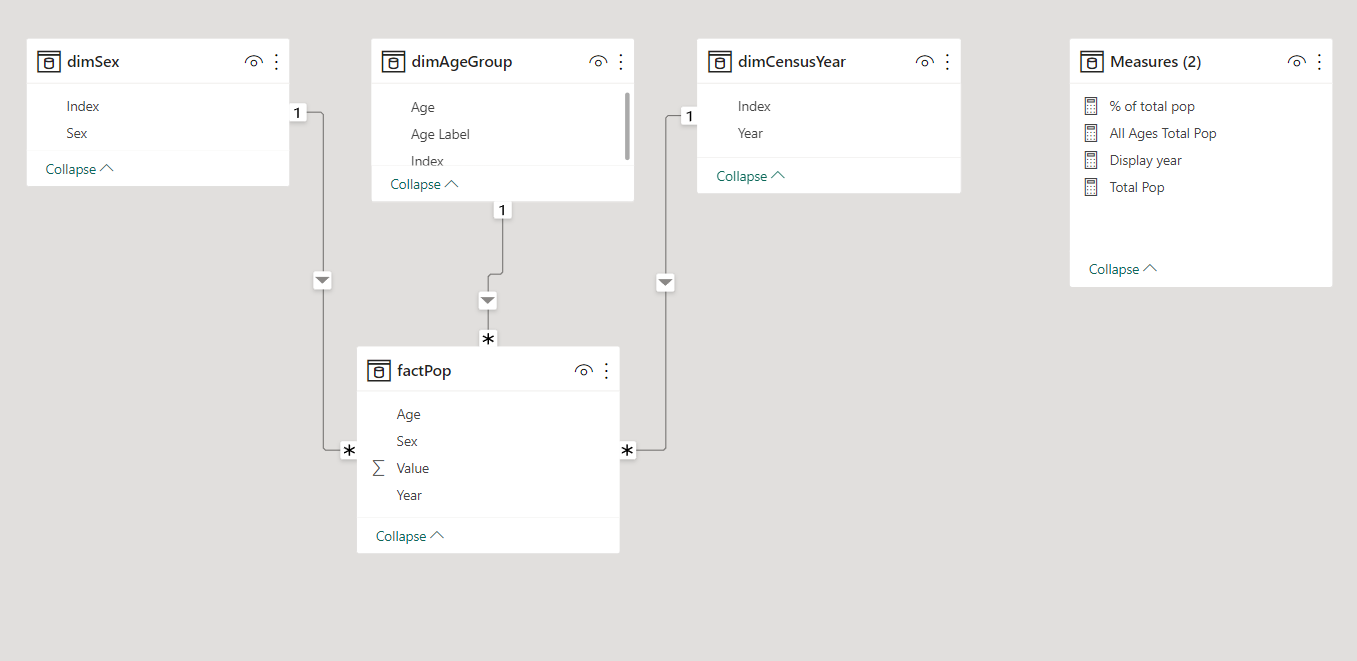 dimSex
Index
Sex
Collapse
1
dimAgeGroup
Age
Age Label
Index
Collapse
1
dimCensusYear
Index
Year
Collapse
1
Measures (2)
% of total pop
All Ages Total Pop
Display year
Total Pop
Collapse
*
*
*
factPop
Age
Sex
∑ Value
Year
Collapse